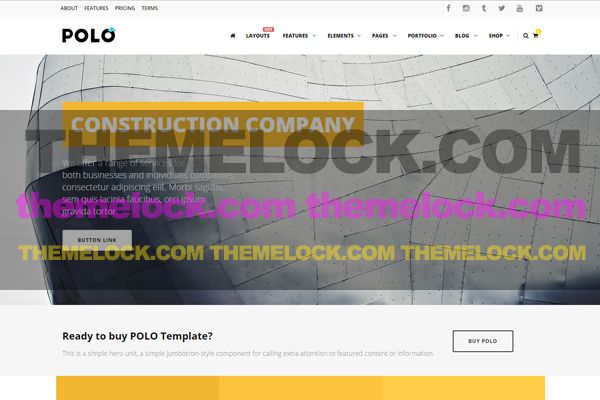 ABOUT FEATURES PRICING TERMS
POLO
HOT
LAYOUTS FEATURES ELEMENTS PAGES PORTFOLIO BLOG SHOP
CONSTRUCTION COMPANY
THEMELOCK.COM
We offer a range of services for
both businesses and individuals companies,
consectetur adipiscing elit. Morbi sagittis,
sem quis lacinia faucibus, orci ipsum
gravida tortor
themelock.com themelock.com
BUTTON LINK
THEMELOCK.COM THEMELOCK.COM THEMELOCK.COM
Ready to buy POLO Template?
BUY POLO
This is a simple hero unit, a simple jumbotron-style component for calling extra attention to featured content or information.